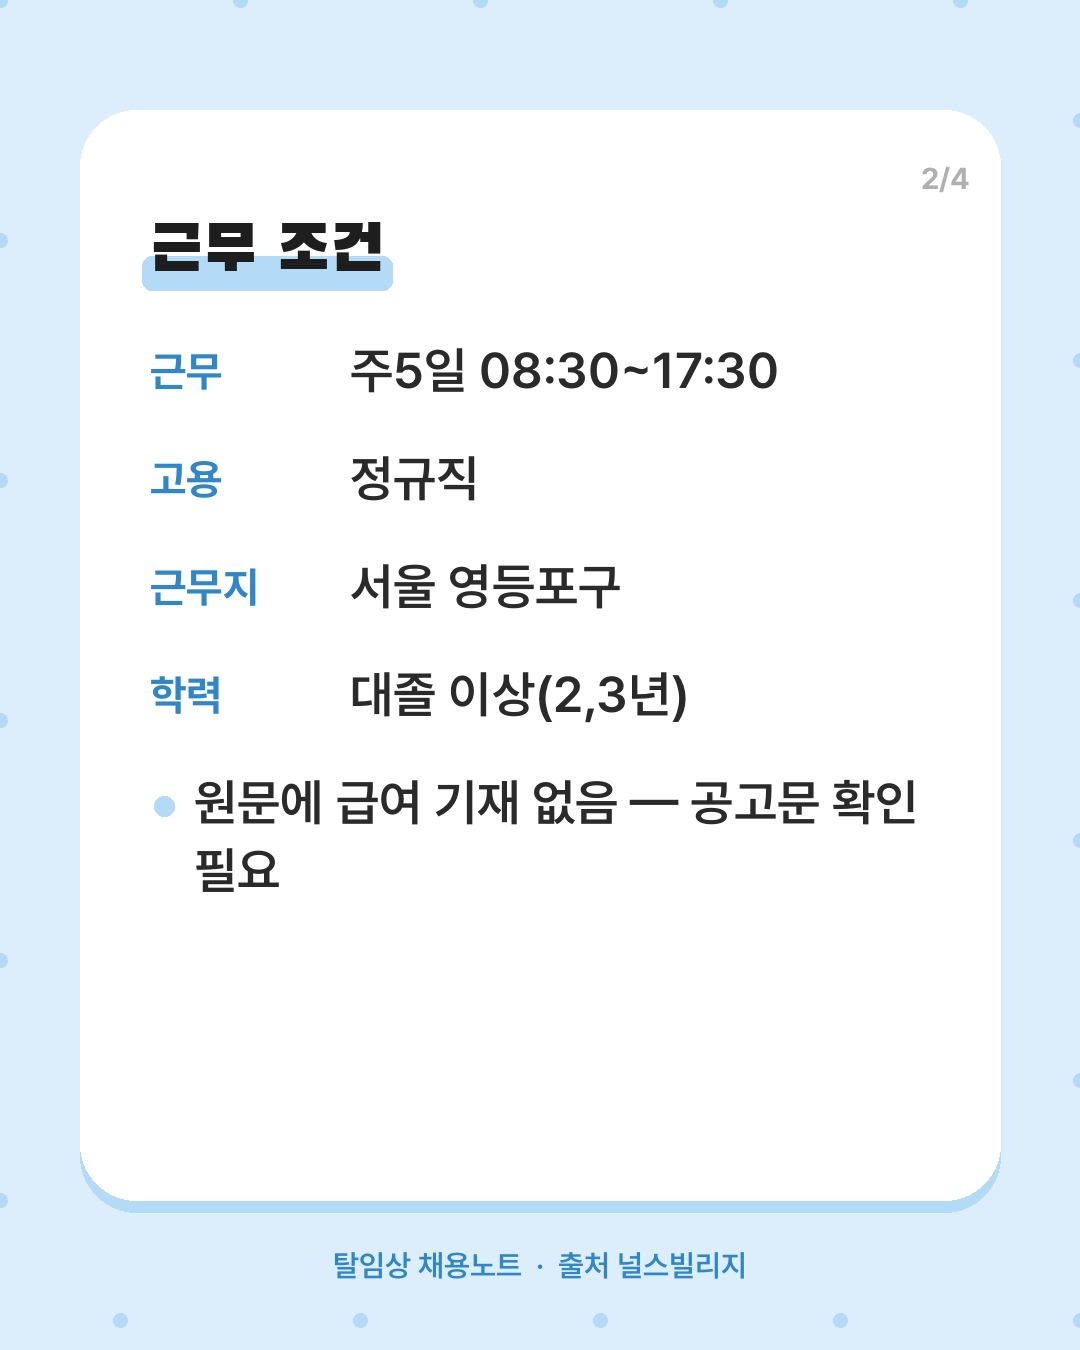 2/4
근무 조건
근무 주5일 08:30~17:30
고용 정규직
근무지 서울 영등포구
학력 대졸 이상(2,3년)
원문에 급여 기재 없음 — 공고문 확인
필요
탈임상 채용노트 · 출처 널스빌리지